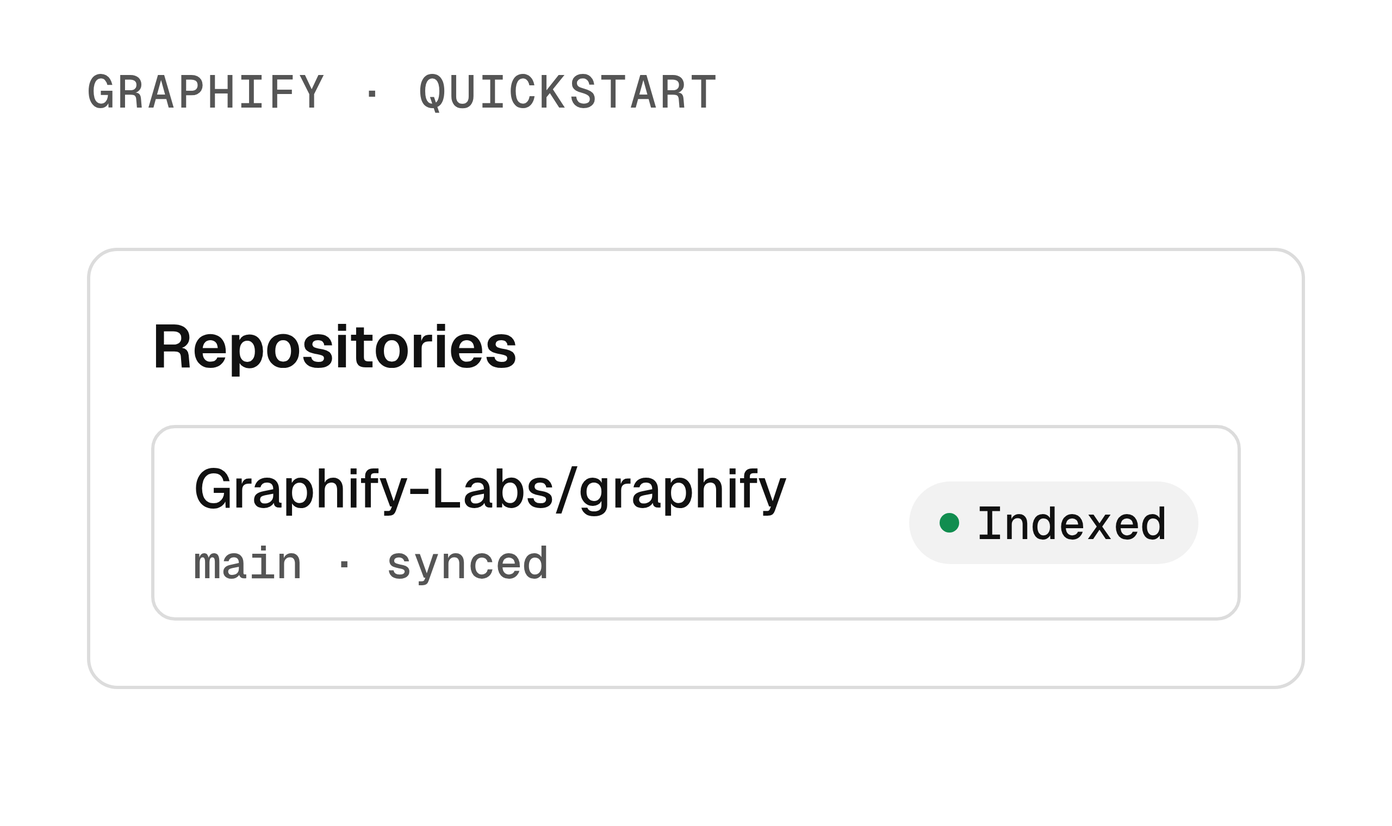 GRAPHIFY · QUICKSTART
Repositories
Graphify-Labs/graphify
main · synced
Indexed